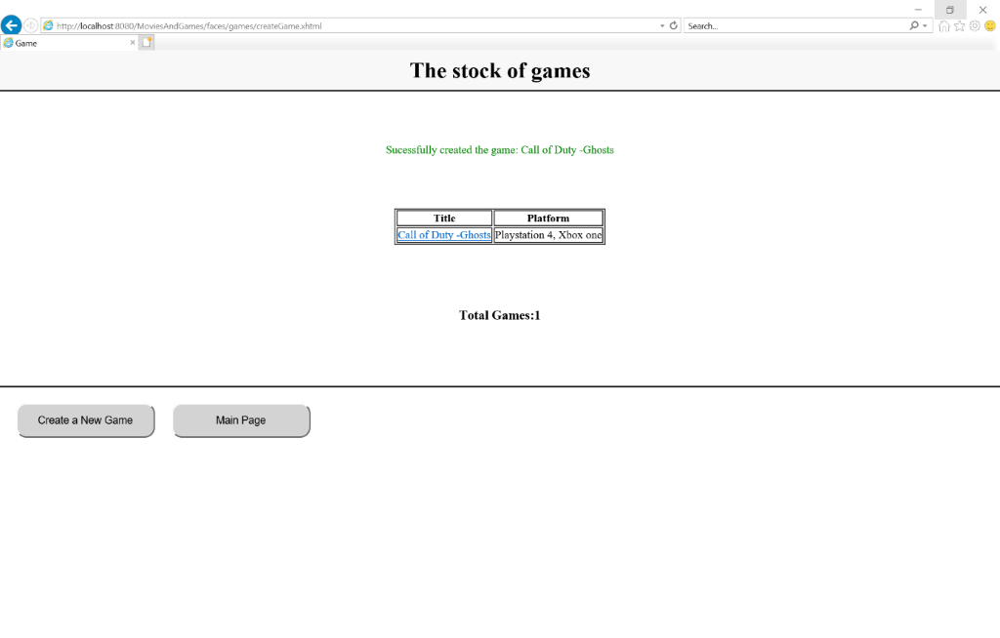 http://localhost:8080/MoviesAndGames/faces/games/createGame.xhtml
Search...
Game
The stock of games
Sucessfully created the game: Call of Duty -Ghosts
Title Platform
Call of Duty -Ghosts Playstation 4, Xbox one
Total Games:1
Create a New Game Main Page